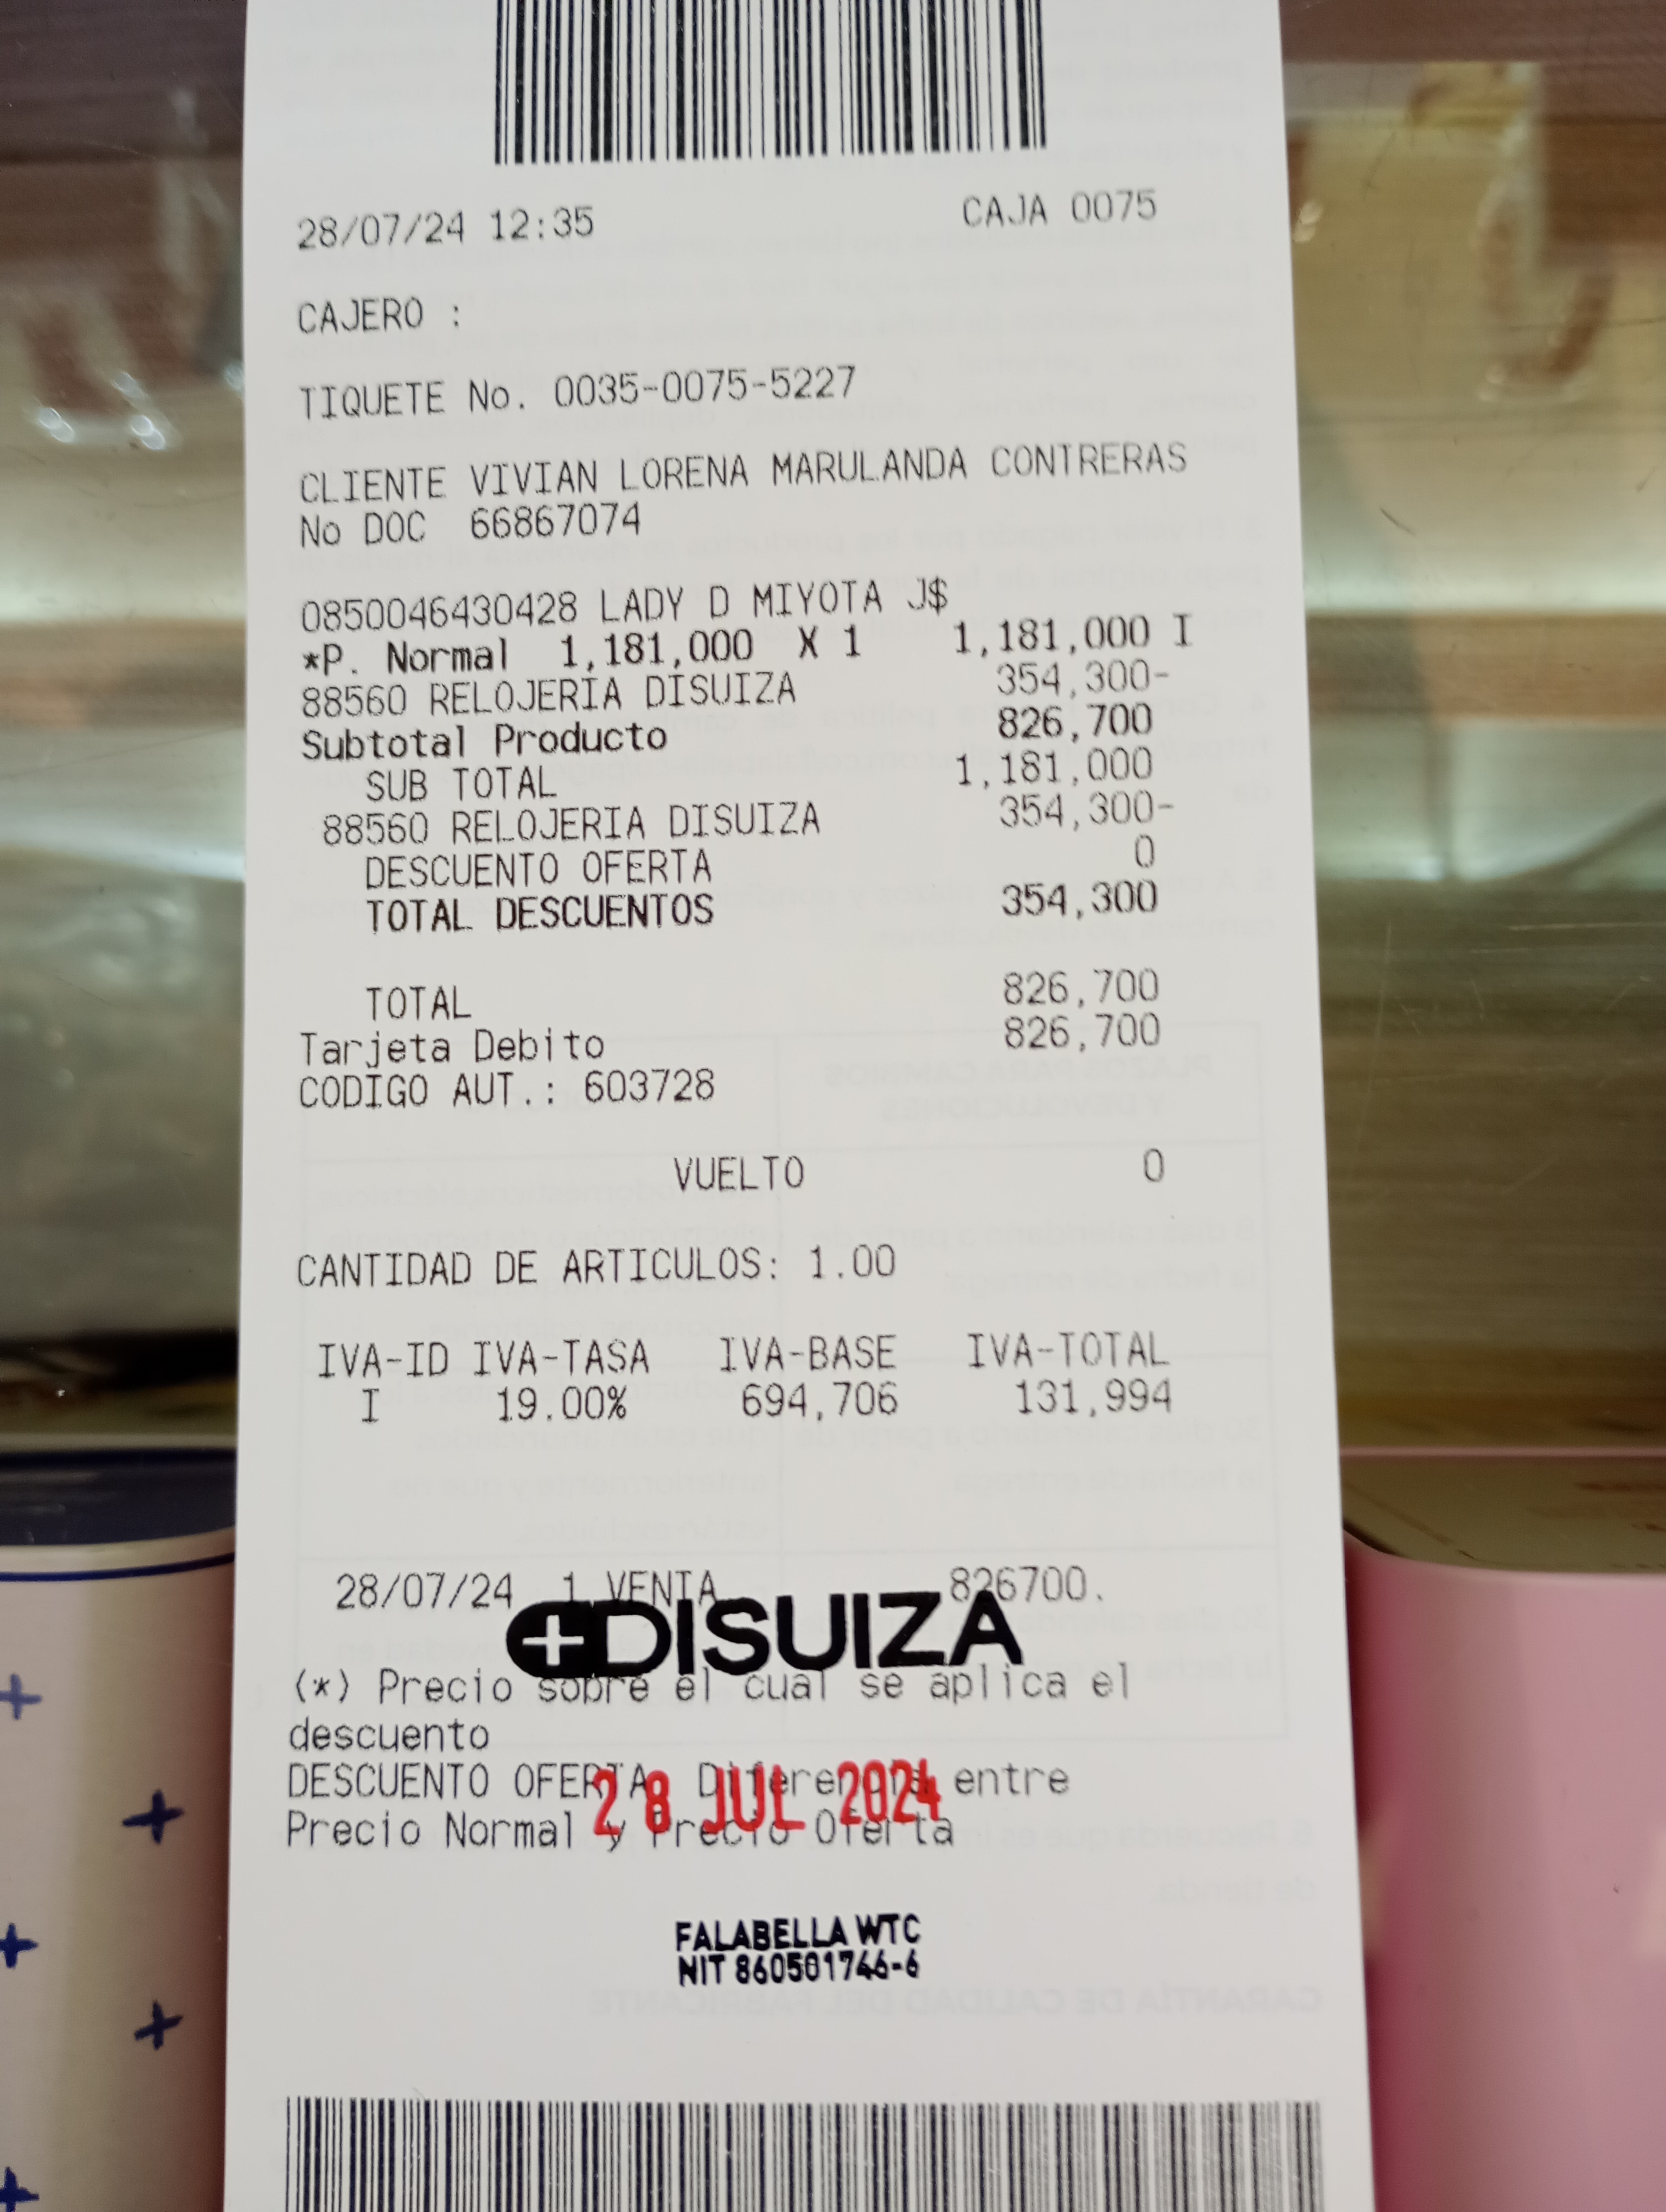 28/07/24 12:35 CAJA 0075
CAJERO :
TIQUETE No. 0035-0075-5227
CLIENTE VIVIAN LORENA MARULANDA CONTRERAS
No DOC 66867074
0850046430428 LADY D MIYOTA J$
*P. Normal 1,181,000 X 1 1,181,000 I
88560 RELOJERIA DISUIZA 354,300-
Subtotal Producto 826,700
SUB TOTAL 1,181,000
88560 RELOJERIA DISUIZA 354,300-
DESCUENTO OFERTA 0
TOTAL DESCUENTOS 354,300
TOTAL 826,700
Tarjeta Debito 826,700
CODIGO AUT.: 603728
VUELTO 0
CANTIDAD DE ARTICULOS: 1.00
IVA-ID IVA-TASA IVA-BASE IVA-TOTAL
I 19.00% 694,706 131,994
28/07/24 1 VENTA 826700.
DISUIZA
(*) Precio sobre el cual se aplica el
descuento
DESCUENTO OFERTA Diferencia entre
28 JUL 2024
Precio Normal y Precio Oferta
FALABELLA WTC
NIT 860501746-6